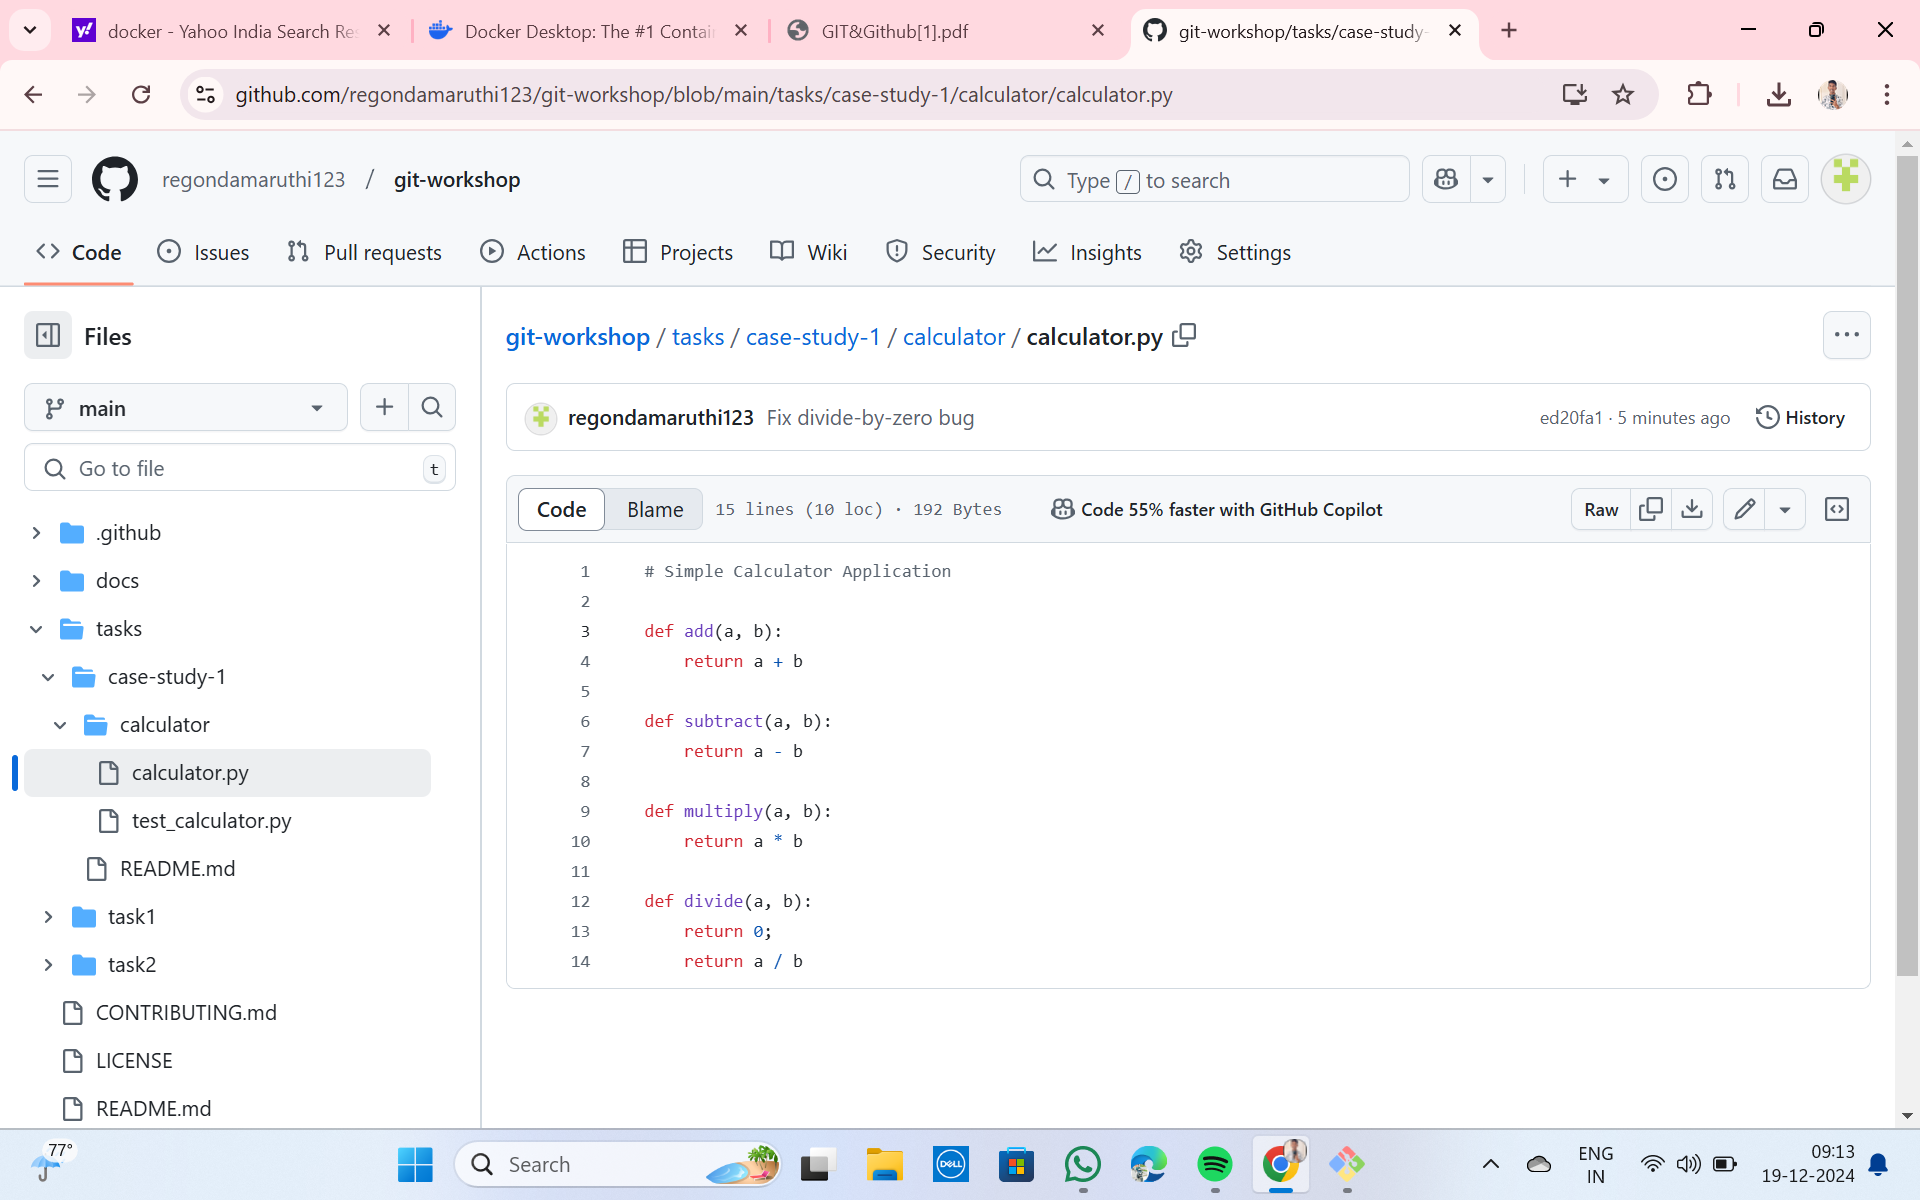 docker - Yahoo India Search Res
Docker Desktop: The #1 Contai
GIT&Github[1].pdf
git-workshop/tasks/case-study-
github.com/regondamaruthi123/git-workshop/blob/main/tasks/case-study-1/calculator/calculator.py
regondamaruthi123 / git-workshop
Type / to search
Code
Issues
Pull requests
Actions
Projects
Wiki
Security
Insights
Settings
Files
main
Go to file
t
.github
docs
tasks
case-study-1
calculator
calculator.py
test_calculator.py
README.md
task1
task2
CONTRIBUTING.md
LICENSE
README.md
git-workshop / tasks / case-study-1 / calculator / calculator.py
regondamaruthi123 Fix divide-by-zero bug
ed20fa1 · 5 minutes ago
History
Code
Blame
15 lines (10 loc) · 192 Bytes
Code 55% faster with GitHub Copilot
Raw
1 # Simple Calculator Application
2
3 def add(a, b):
4 return a + b
5
6 def subtract(a, b):
7 return a - b
8
9 def multiply(a, b):
10 return a * b
11
12 def divide(a, b):
13 return 0;
14 return a / b
77°
Search
DELL
ENG
IN
09:13
19-12-2024